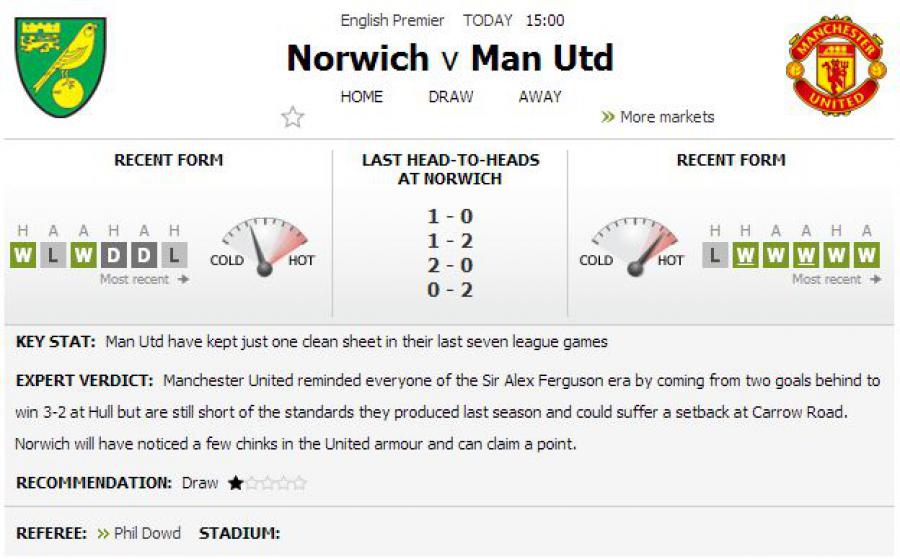 English Premier TODAY 15:00
Norwich v Man Utd
MANCHESTER
UNITED
HOME DRAW AWAY
» More markets
RECENT FORM
H A A H A H
W L W D D L
Most recent →
COLD HOT
LAST HEAD-TO-HEADS
AT NORWICH
1 - 0
1 - 2
2 - 0
0 - 2
RECENT FORM
COLD HOT
H H A A H A
L W W W W W
Most recent →
KEY STAT: Man Utd have kept just one clean sheet in their last seven league games
EXPERT VERDICT: Manchester United reminded everyone of the Sir Alex Ferguson era by coming from two goals behind to
win 3-2 at Hull but are still short of the standards they produced last season and could suffer a setback at Carrow Road.
Norwich will have noticed a few chinks in the United armour and can claim a point.
RECOMMENDATION: Draw ★☆☆☆☆
REFEREE: » Phil Dowd STADIUM: